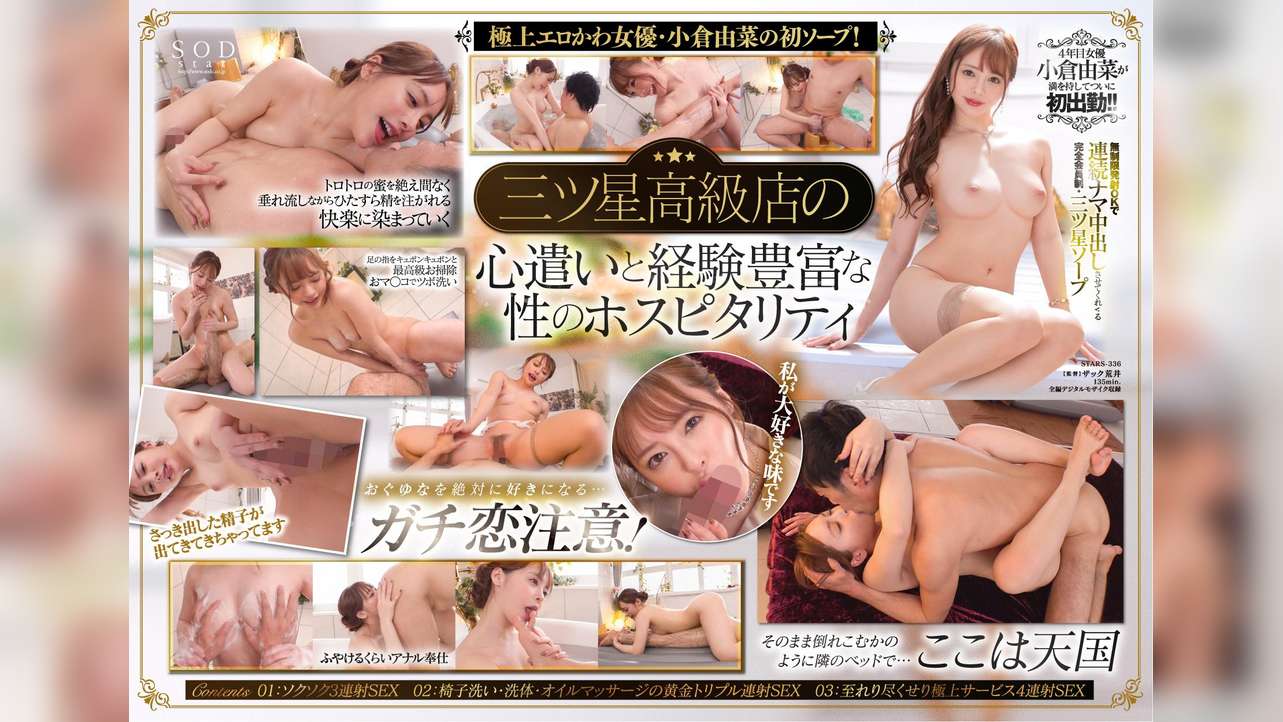 SOD
star
http://www.sod.co.jp
極上エロかわ女優・小倉由菜の初ソープ!
4年目女優
小倉由菜が
満を持してついに
初出勤!!
無制限発射OKで
連続ナマ中出しさせてくれる
完全会員制・三ツ星ソープ
トロトロの蜜を絶え間なく
垂れ流しながらひたすら精を注がれる
快楽に染まっていく
三ツ星高級店の
心遣いと経験豊富な
性のホスピタリティ
足の指をキュポンキュポンと
最高級お掃除
おマ〇コでツボ洗い
STARS-336
【監督】ザック荒井
135min.
全編デジタルモザイク収録
私が大好きな味です
おぐゆなを絶対に好きになる…
ガチ恋注意!
さっき出した精子が
出てきてきちゃってます
ふやけるくらいアナル奉仕
そのまま倒れこむかの
ように隣のベッドで…
ここは天国
Contents 01:ソクソク3連射SEX 02:椅子洗い・洗体・オイルマッサージの黄金トリプル連射SEX 03:至れり尽くせり極上サービス4連射SEX